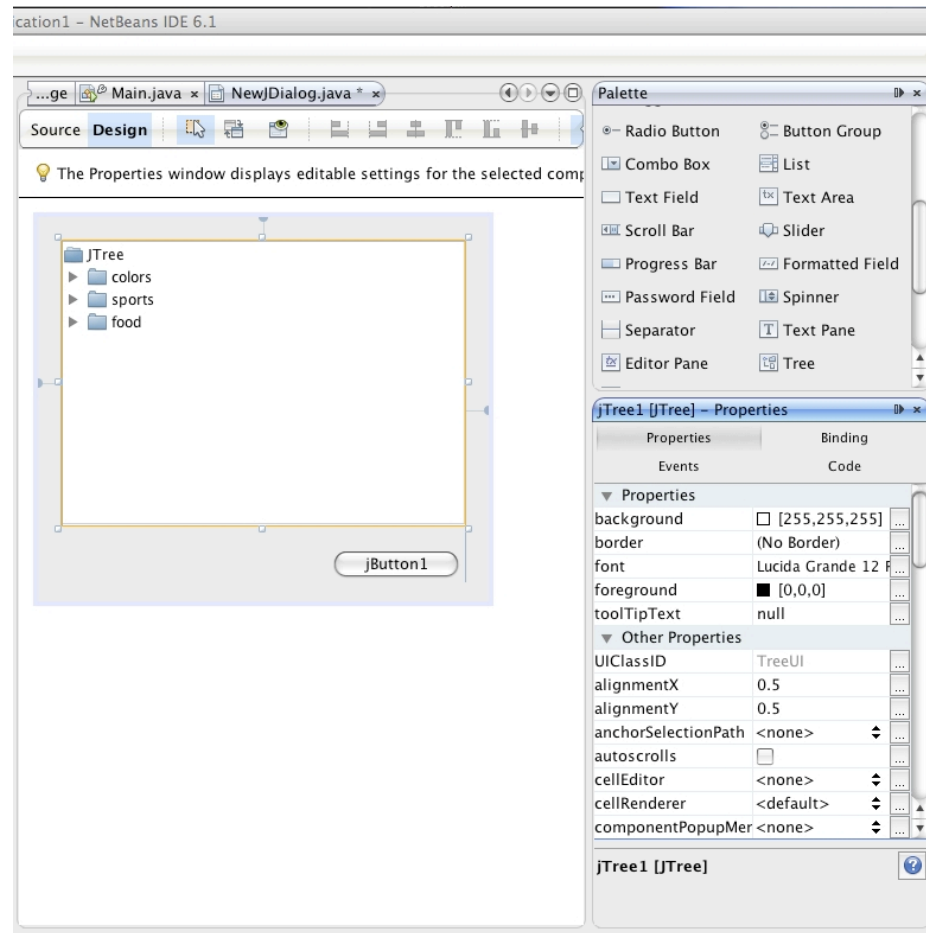 ication1 – NetBeans IDE 6.1
...ge Main.java × NewJDialog.java * ×
Source Design
The Properties window displays editable settings for the selected comp
JTree
colors
sports
food
jButton1
Palette
Radio Button Button Group
Combo Box List
Text Field Text Area
Scroll Bar Slider
Progress Bar Formatted Field
Password Field Spinner
Separator Text Pane
Editor Pane Tree
jTree1 [JTree] – Properties
Properties Binding
Events Code
Properties
background [255,255,255] ...
border (No Border) ...
font Lucida Grande 12 P ...
foreground [0,0,0] ...
toolTipText null ...
Other Properties
UIClassID TreeUI ...
alignmentX 0.5 ...
alignmentY 0.5 ...
anchorSelectionPath <none> ...
autoscrolls ...
cellEditor <none> ...
cellRenderer <default> ...
componentPopupMer <none> ...
jTree1 [JTree]